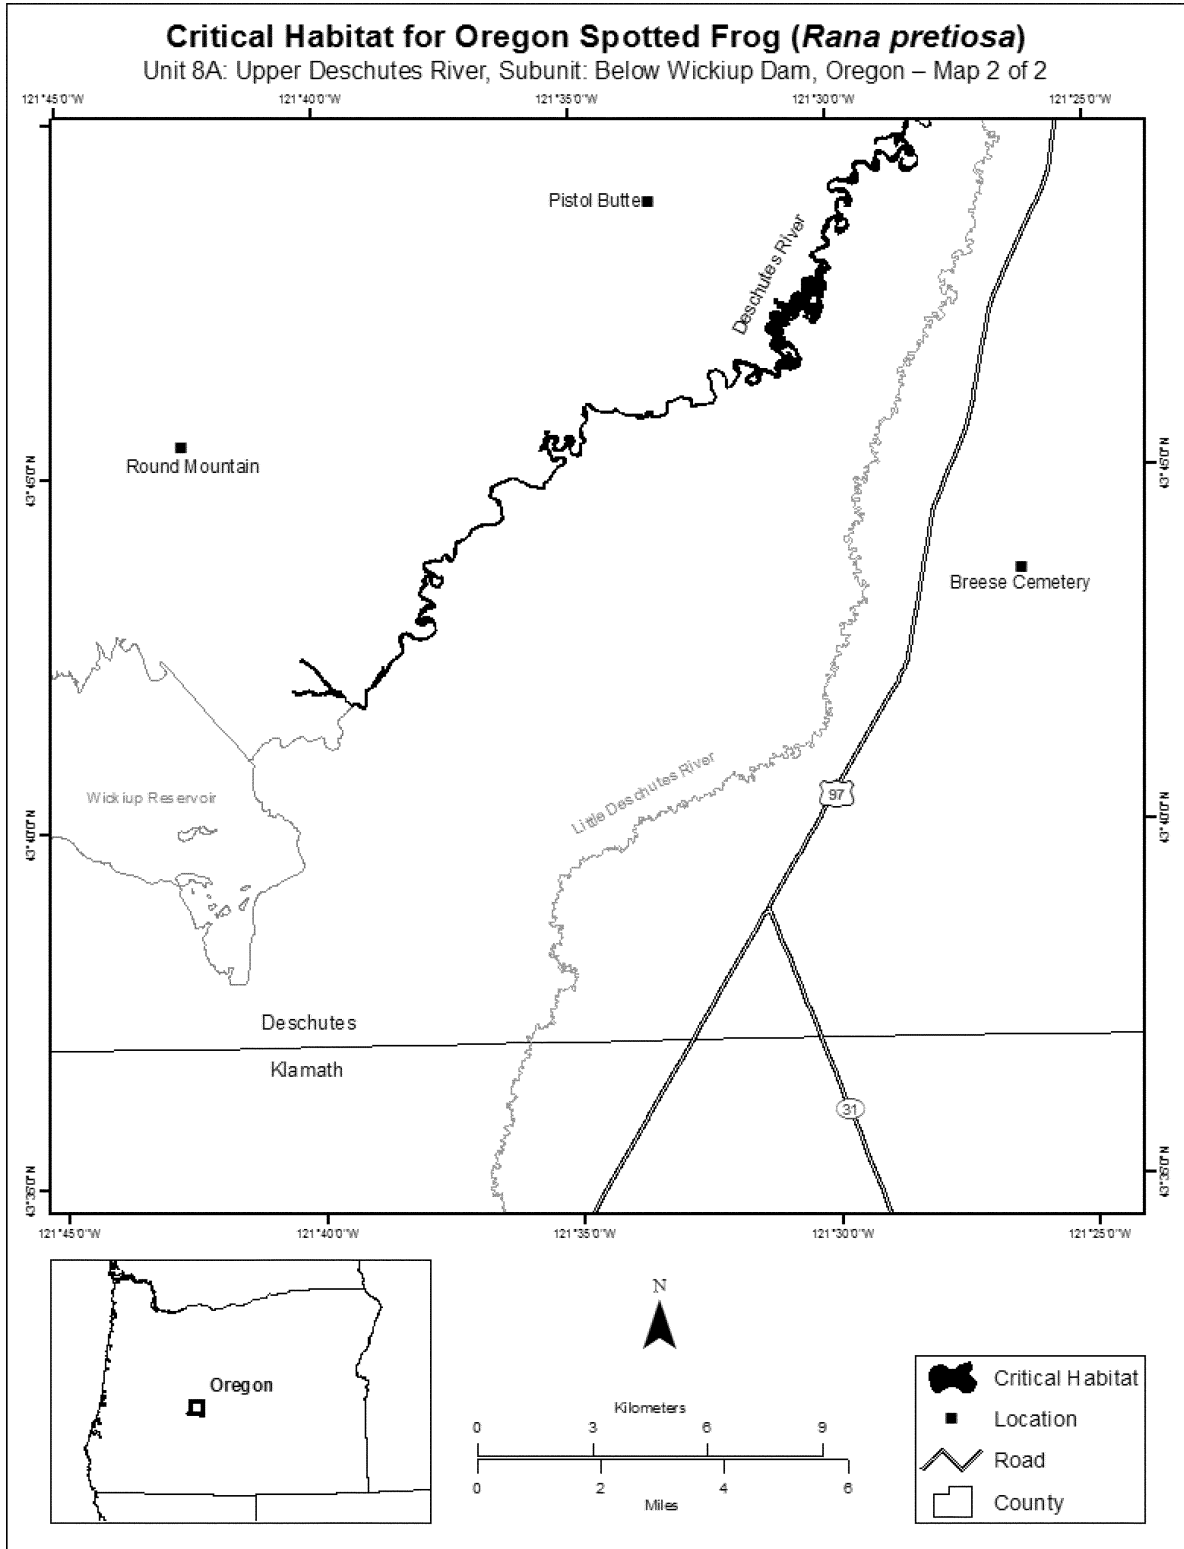 Critical Habitat for Oregon Spotted Frog (Rana pretiosa)
Unit 8A: Upper Deschutes River, Subunit: Below Wickiup Dam, Oregon – Map 2 of 2
121°45'0"W 121°40'0"W 121°35'0"W 121°30'0"W 121°25'0"W
Pistol Butte
Deschutes River
Round Mountain
43°45'0"N
43°45'0"N
Breese Cemetery
Little Deschutes River
Wickiup Reservoir
97
43°40'0"N
43°40'0"N
Deschutes
Klamath
31
43°35'0"N
43°35'0"N
121°45'0"W 121°40'0"W 121°35'0"W 121°30'0"W 121°25'0"W
Oregon
N
Kilometers
0 3 6 9
0 2 4 6
Miles
Critical Habitat
Location
Road
County